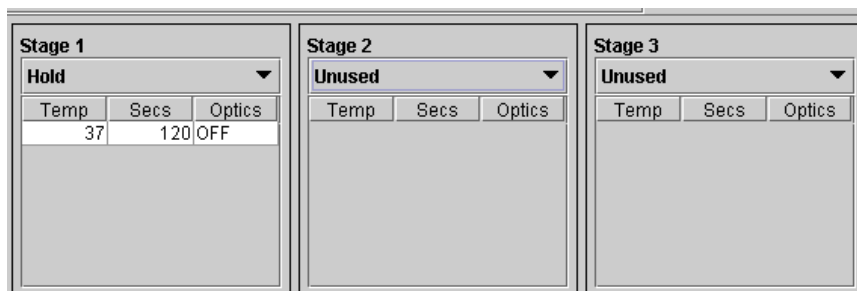 Stage 1
Hold
Temp Secs Optics
37 120 OFF
Stage 2
Unused
Temp Secs Optics
Stage 3
Unused
Temp Secs Optics